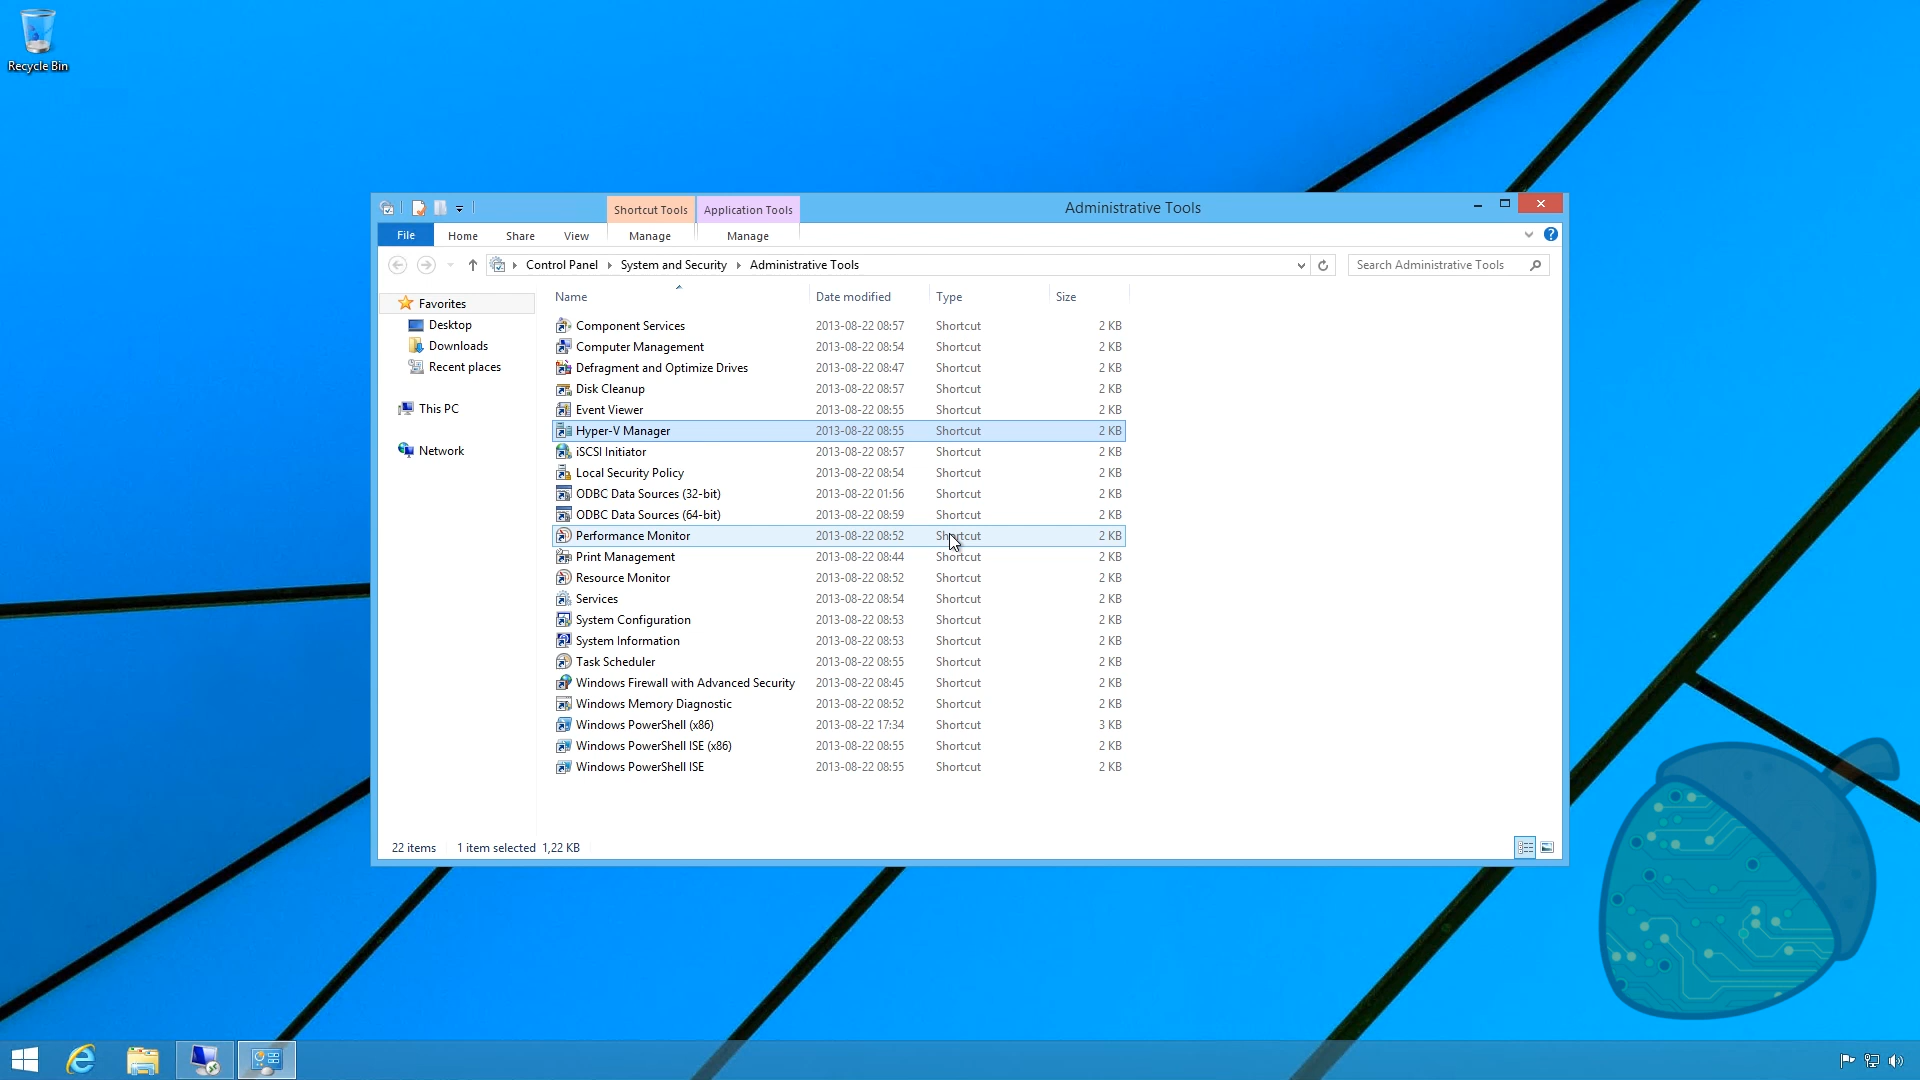 Recycle Bin
Shortcut Tools Application Tools Administrative Tools
File Home Share View Manage Manage
Control Panel System and Security Administrative Tools Search Administrative Tools
Name Date modified Type Size
Favorites
Desktop
Downloads
Recent places
This PC
Network
Component Services 2013-08-22 08:57 Shortcut 2 KB
Computer Management 2013-08-22 08:54 Shortcut 2 KB
Defragment and Optimize Drives 2013-08-22 08:47 Shortcut 2 KB
Disk Cleanup 2013-08-22 08:57 Shortcut 2 KB
Event Viewer 2013-08-22 08:55 Shortcut 2 KB
Hyper-V Manager 2013-08-22 08:55 Shortcut 2 KB
iSCSI Initiator 2013-08-22 08:57 Shortcut 2 KB
Local Security Policy 2013-08-22 08:54 Shortcut 2 KB
ODBC Data Sources (32-bit) 2013-08-22 01:56 Shortcut 2 KB
ODBC Data Sources (64-bit) 2013-08-22 08:59 Shortcut 2 KB
Performance Monitor 2013-08-22 08:52 Shortcut 2 KB
Print Management 2013-08-22 08:44 Shortcut 2 KB
Resource Monitor 2013-08-22 08:52 Shortcut 2 KB
Services 2013-08-22 08:54 Shortcut 2 KB
System Configuration 2013-08-22 08:53 Shortcut 2 KB
System Information 2013-08-22 08:53 Shortcut 2 KB
Task Scheduler 2013-08-22 08:55 Shortcut 2 KB
Windows Firewall with Advanced Security 2013-08-22 08:45 Shortcut 2 KB
Windows Memory Diagnostic 2013-08-22 08:52 Shortcut 2 KB
Windows PowerShell (x86) 2013-08-22 17:34 Shortcut 3 KB
Windows PowerShell ISE (x86) 2013-08-22 08:55 Shortcut 2 KB
Windows PowerShell ISE 2013-08-22 08:55 Shortcut 2 KB
22 items 1 item selected 1,22 KB